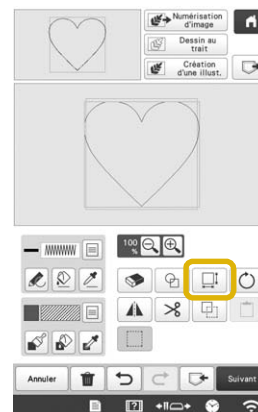 Numérisation
d'image
Dessin au
trait
Création
d'une illust.
100
%
Annuler
Suivant